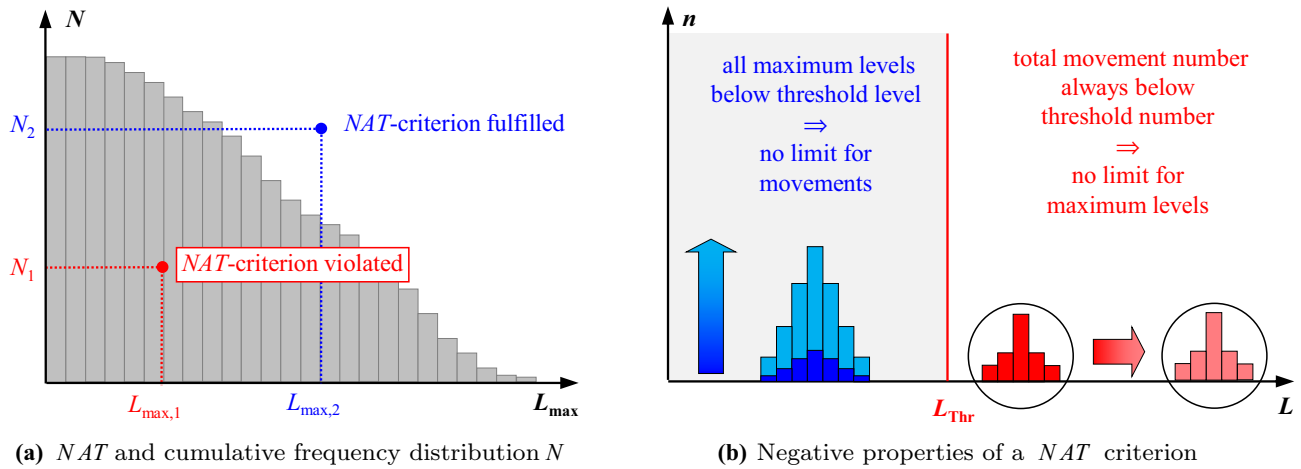 N
N₂
NAT-criterion fulfilled
N₁
NAT-criterion violated
Lmax,1
Lmax,2
Lmax
(a) NAT and cumulative frequency distribution N
n
all maximum levels
below threshold level
⇒
no limit for
movements
total movement number
always below
threshold number
⇒
no limit for
maximum levels
LThr
L
(b) Negative properties of a NAT criterion